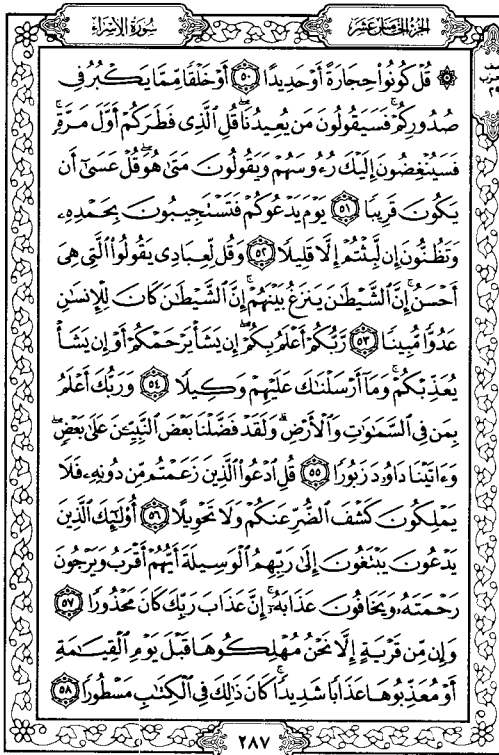 الجزء الخامس عشر
سورة الإسراء
۞ قُلْ كُونُوا۟ حِجَارَةً أَوْ حَدِيدًا ٥٠ أَوْ خَلْقًا مِّمَّا يَكْبُرُ فِى
صُدُورِكُمْ ۚ فَسَيَقُولُونَ مَن يُعِيدُنَا ۖ قُلِ ٱلَّذِى فَطَرَكُمْ أَوَّلَ مَرَّةٍ ۚ
فَسَيُنْغِضُونَ إِلَيْكَ رُءُوسَهُمْ وَيَقُولُونَ مَتَىٰ هُوَ ۖ قُلْ عَسَىٰٓ أَن
يَكُونَ قَرِيبًا ٥١ يَوْمَ يَدْعُوكُمْ فَتَسْتَجِيبُونَ بِحَمْدِهِۦ
وَتَظُنُّونَ إِن لَّبِثْتُمْ إِلَّا قَلِيلًا ٥٢ وَقُل لِّعِبَادِى يَقُولُوا۟ ٱلَّتِى هِىَ
أَحْسَنُ ۚ إِنَّ ٱلشَّيْطَٰنَ يَنزَغُ بَيْنَهُمْ ۚ إِنَّ ٱلشَّيْطَٰنَ كَانَ لِلْإِنسَٰنِ
عَدُوًّا مُّبِينًا ٥٣ رَّبُّكُمْ أَعْلَمُ بِكُمْ ۖ إِن يَشَأْ يَرْحَمْكُمْ أَوْ إِن يَشَأْ
يُعَذِّبْكُمْ ۚ وَمَآ أَرْسَلْنَٰكَ عَلَيْهِمْ وَكِيلًا ٥٤ وَرَبُّكَ أَعْلَمُ
بِمَن فِى ٱلسَّمَٰوَٰتِ وَٱلْأَرْضِ ۗ وَلَقَدْ فَضَّلْنَا بَعْضَ ٱلنَّبِيِّۦنَ عَلَىٰ بَعْضٍ ۖ
وَءَاتَيْنَا دَاوُۥدَ زَبُورًا ٥٥ قُلِ ٱدْعُوا۟ ٱلَّذِينَ زَعَمْتُم مِّن دُونِهِۦ فَلَا
يَمْلِكُونَ كَشْفَ ٱلضُّرِّ عَنكُمْ وَلَا تَحْوِيلًا ٥٦ أُو۟لَٰٓئِكَ ٱلَّذِينَ
يَدْعُونَ يَبْتَغُونَ إِلَىٰ رَبِّهِمُ ٱلْوَسِيلَةَ أَيُّهُمْ أَقْرَبُ وَيَرْجُونَ
رَحْمَتَهُۥ وَيَخَافُونَ عَذَابَهُۥٓ ۚ إِنَّ عَذَابَ رَبِّكَ كَانَ مَحْذُورًا ٥٧
وَإِن مِّن قَرْيَةٍ إِلَّا نَحْنُ مُهْلِكُوهَا قَبْلَ يَوْمِ ٱلْقِيَٰمَةِ
أَوْ مُعَذِّبُوهَا عَذَابًا شَدِيدًا ۚ كَانَ ذَٰلِكَ فِى ٱلْكِتَٰبِ مَسْطُورًا ٥٨
٢٨٧